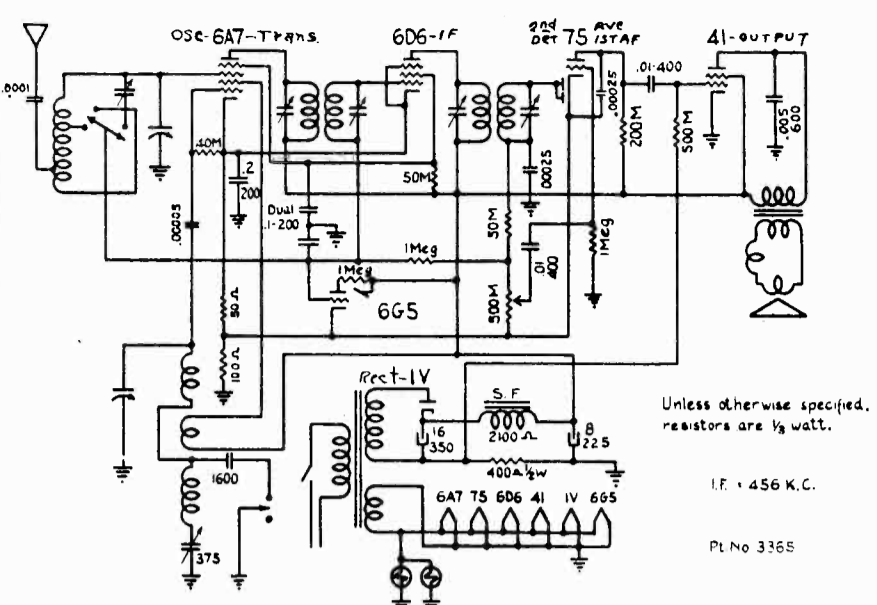 OSC-6A7-Trans.
6D6-IF
2nd DET 75 AVC 1STAF
41-OUTPUT
.0001
.01-400
.00025
.005
600
200M
500M
40M
.2
200
50M
.00025
Dual
.1-200
.00005
1Meg
1Meg
50M
.01
400
1Meg
6G5
500M
50Ω
100Ω
Rect-1V
S.F
2100Ω
16
350
8
225
400Ω ½W
Unless otherwise specified,
resistors are ⅓ watt.
1600
I.F. = 456 K.C.
6A7 75 6D6 41 1V 6G5
375
Pt. No 3365